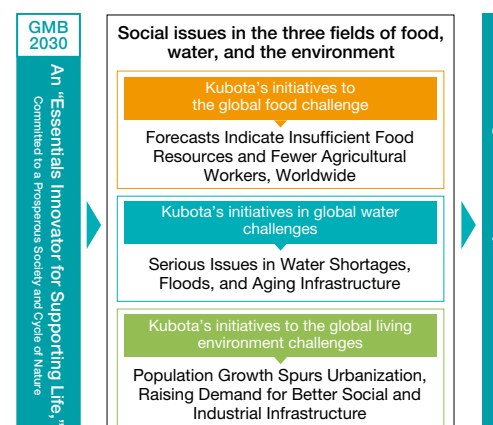 GMB
2030
An “Essentials Innovator for Supporting Life,”
Committed to a Prosperous Society and Cycle of Nature
Social issues in the three fields of food,
water, and the environment
Kubota’s initiatives to
the global food challenge
Forecasts Indicate Insufficient Food
Resources and Fewer Agricultural
Workers, Worldwide
Kubota’s initiatives in global water
challenges
Serious Issues in Water Shortages,
Floods, and Aging Infrastructure
Kubota’s initiatives to the global living
environment challenges
Population Growth Spurs Urbanization,
Raising Demand for Better Social and
Industrial Infrastructure